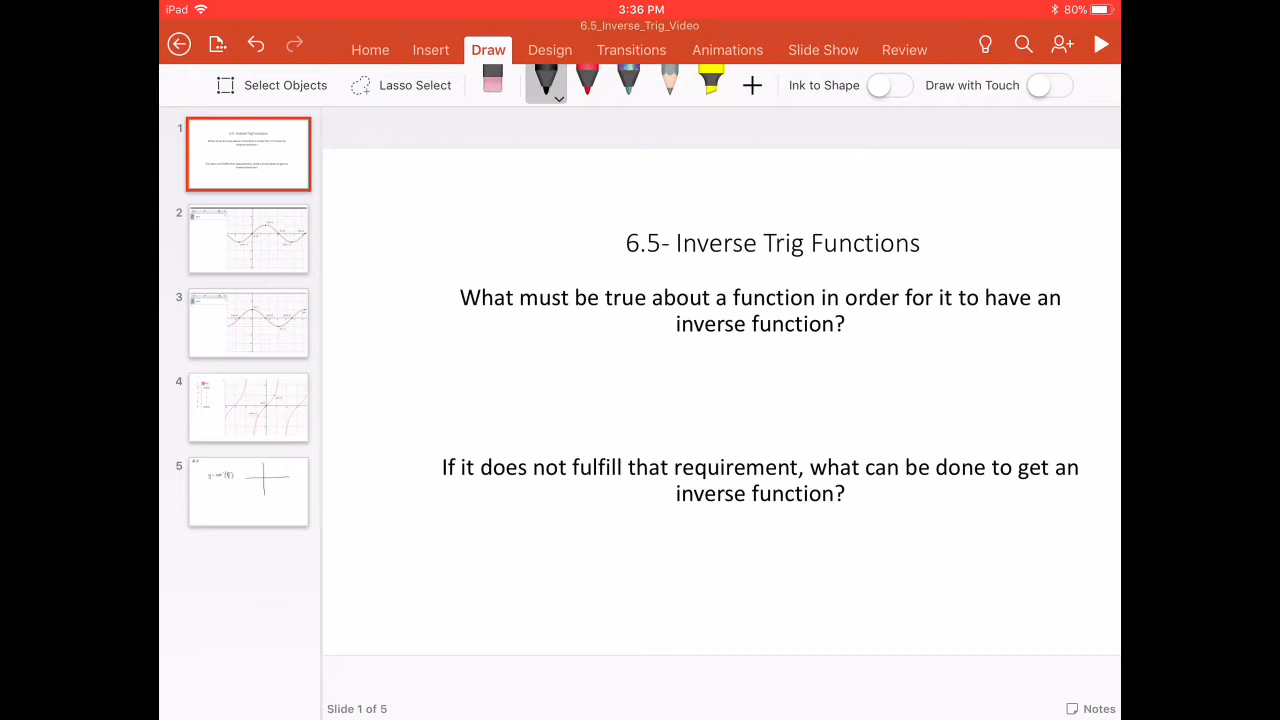 iPad
3:36 PM
80%
6.5_Inverse_Trig_Video
Home Insert Draw Design Transitions Animations Slide Show Review
Select Objects Lasso Select Ink to Shape Draw with Touch
1
2
3
4
5
6.5- Inverse Trig Functions
What must be true about a function in order for it to have an
inverse function?
If it does not fulfill that requirement, what can be done to get an
inverse function?
Slide 1 of 5
Notes